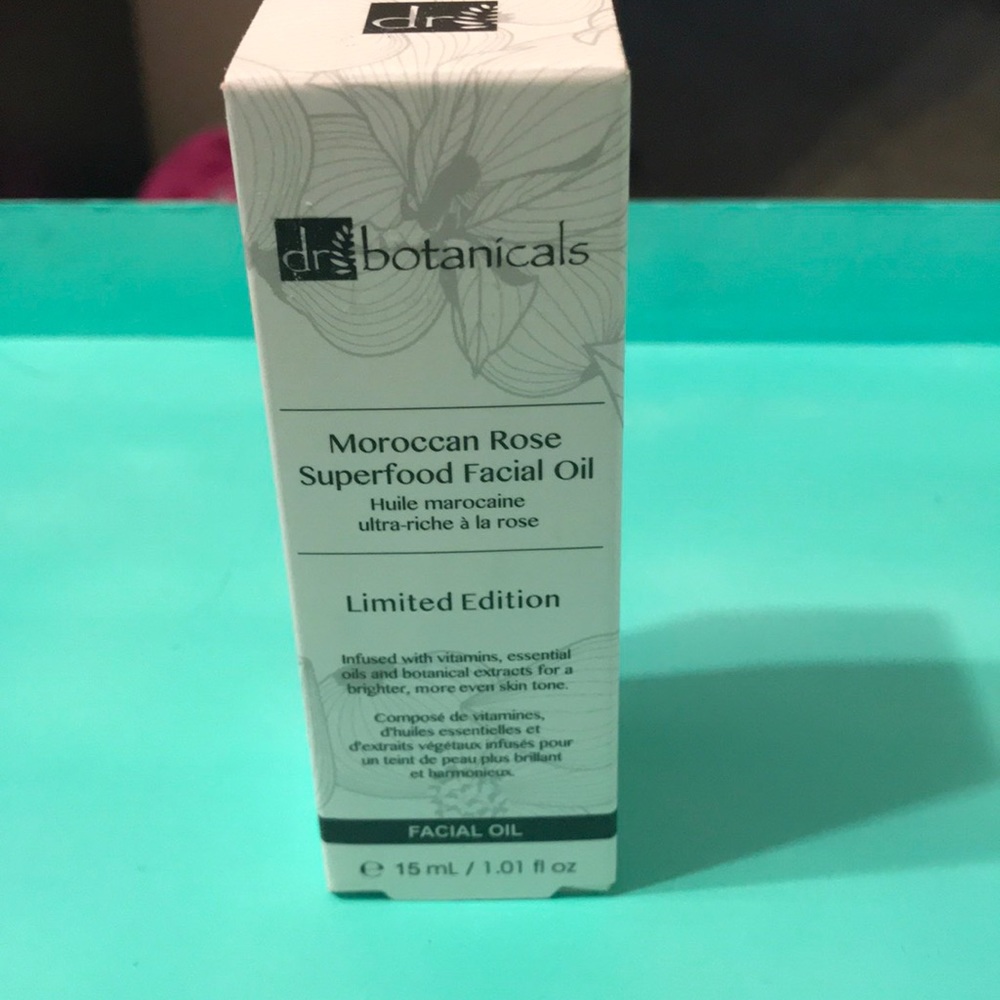 dr
dr botanicals
Moroccan Rose
Superfood Facial Oil
Huile marocaine
ultra-riche à la rose
Limited Edition
Infused with vitamins, essential
oils and botanical extracts for a
brighter, more even skin tone.
Composé de vitamines,
d'huiles essentielles et
d'extraits végétaux infusés pour
un teint de peau plus brillant
et harmonieux.
FACIAL OIL
℮ 15 mL / 1.01 fl oz